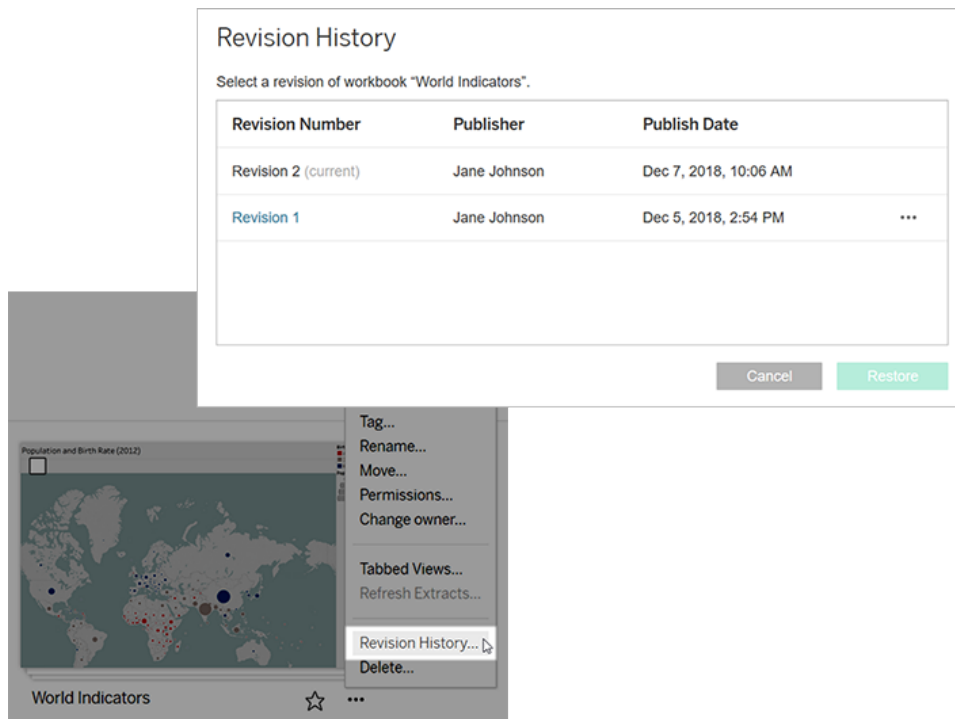 Revision History
Select a revision of workbook “World Indicators”.
Revision Number Publisher Publish Date
Revision 2 (current) Jane Johnson Dec 7, 2018, 10:06 AM
Revision 1 Jane Johnson Dec 5, 2018, 2:54 PM
Cancel Restore
Tag...
Rename...
Move...
Permissions...
Change owner...
Tabbed Views...
Refresh Extracts...
Revision History...
Delete...
Population and Birth Rate (2012)
World Indicators